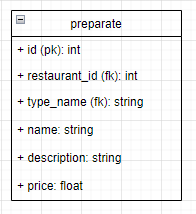 preparate
+ id (pk): int
+ restaurant_id (fk): int
+ type_name (fk): string
+ name: string
+ description: string
+ price: float